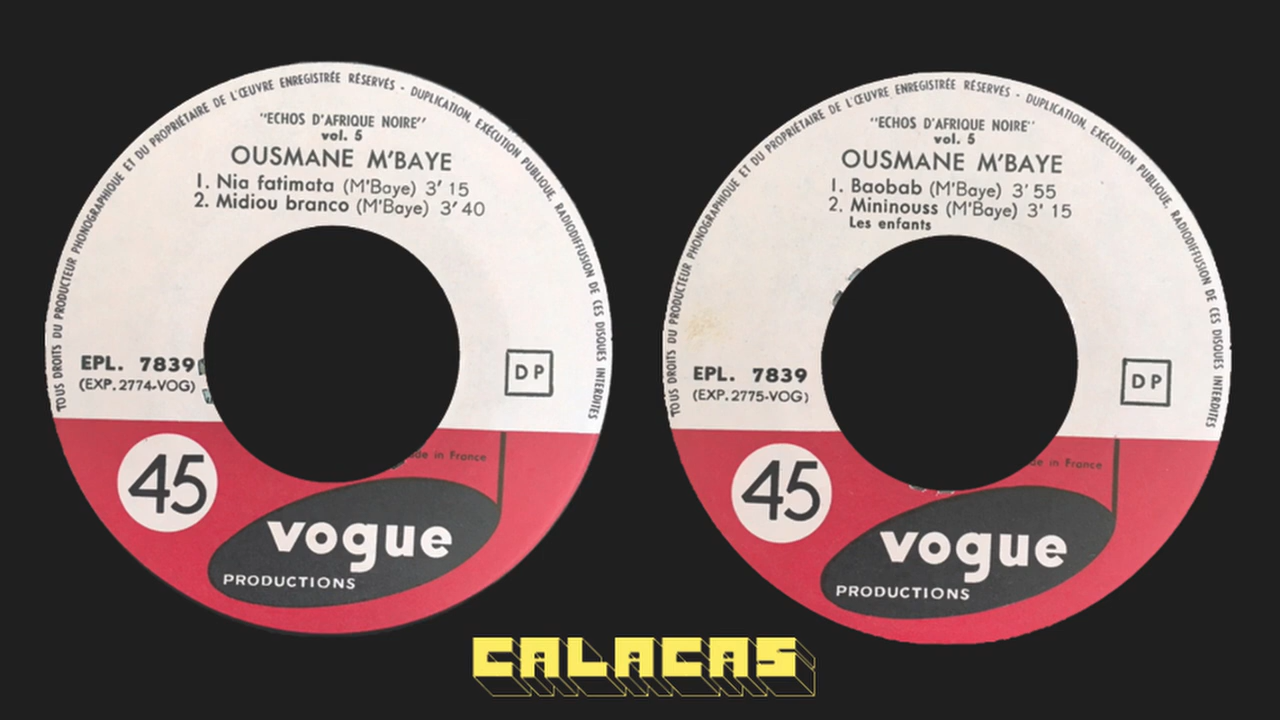 TOUS DROITS DU PRODUCTEUR PHONOGRAPHIQUE ET DU PROPRIÉTAIRE DE L'ŒUVRE ENREGISTRÉE RÉSERVÉS - DUPLICATION, EXÉCUTION PUBLIQUE, RADIODIFFUSION DE CES DISQUES INTERDITES
"ECHOS D'AFRIQUE NOIRE"
vol. 5
OUSMANE M'BAYE
1. Nia fatimata (M'Baye) 3' 15
2. Midiou branco (M'Baye) 3' 40
EPL. 7839
(EXP. 2774-VOG)
DP
in France
45
vogue
PRODUCTIONS
TOUS DROITS DU PRODUCTEUR PHONOGRAPHIQUE ET DU PROPRIÉTAIRE DE L'ŒUVRE ENREGISTRÉE RÉSERVÉS - DUPLICATION, EXÉCUTION PUBLIQUE, RADIODIFFUSION DE CES DISQUES INTERDITES
"ECHOS D'AFRIQUE NOIRE"
vol. 5
OUSMANE M'BAYE
1. Baobab (M'Baye) 3' 55
2. Mininouss (M'Baye) 3' 15
Les enfants
EPL. 7839
(EXP. 2775-VOG)
DP
in France
45
vogue
PRODUCTIONS
CALACAS